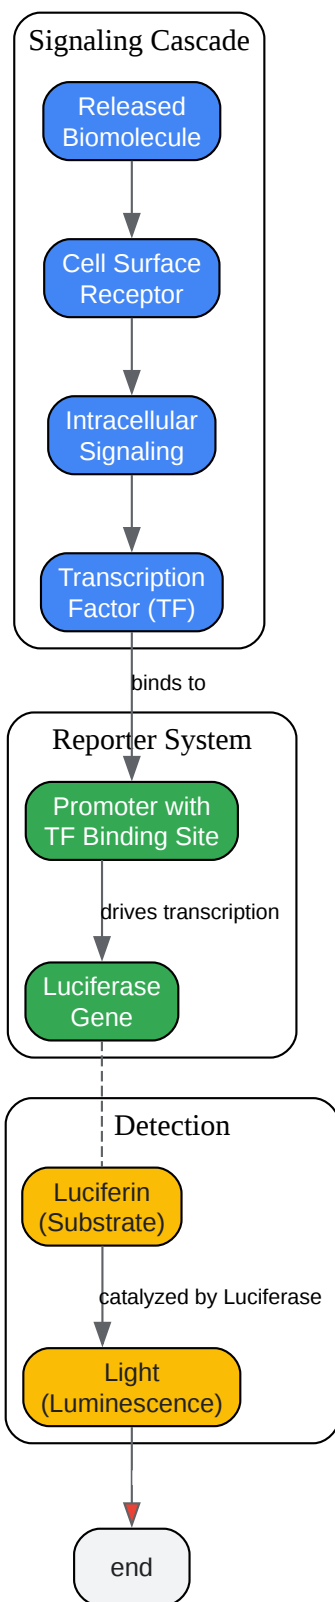 Signaling Cascade
Released
Biomolecule
Cell Surface
Receptor
Intracellular
Signaling
Transcription
Factor (TF)
binds to
Reporter System
Promoter with
TF Binding Site
drives transcription
Luciferase
Gene
Detection
Luciferin
(Substrate)
catalyzed by Luciferase
Light
(Luminescence)
end